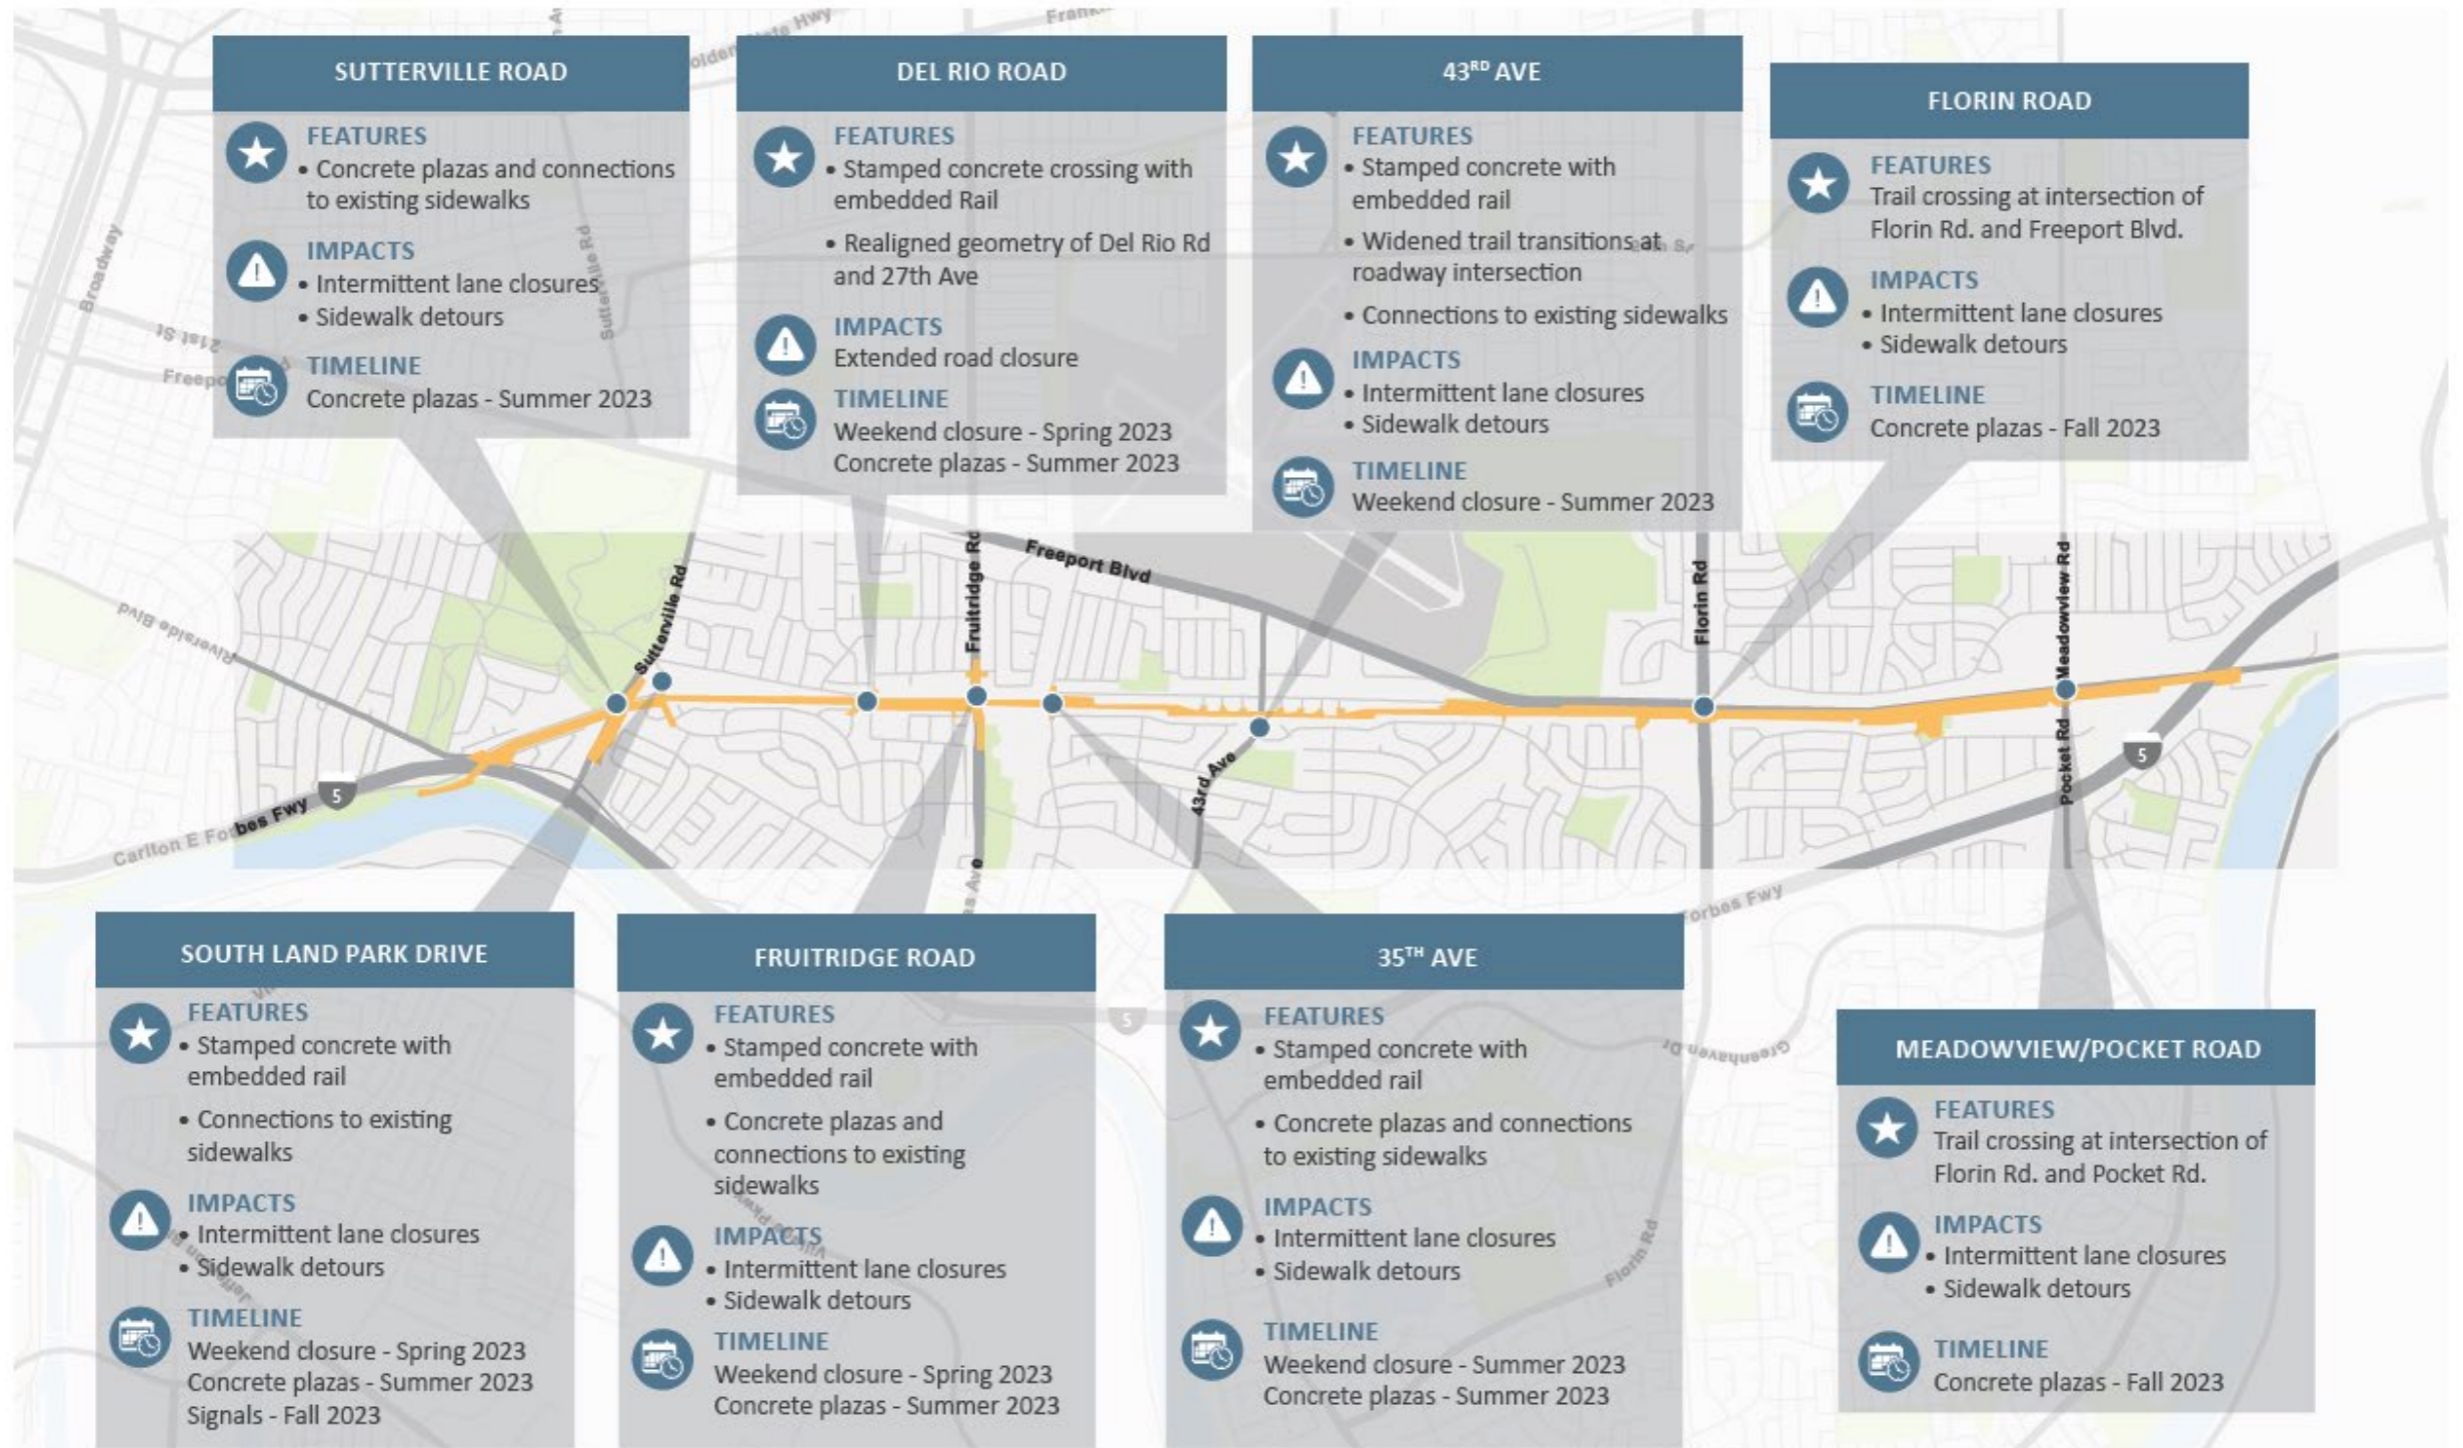 SUTTERVILLE ROAD
FEATURES
• Concrete plazas and connections
to existing sidewalks
IMPACTS
• Intermittent lane closures
• Sidewalk detours
TIMELINE
Concrete plazas - Summer 2023
DEL RIO ROAD
FEATURES
• Stamped concrete crossing with
embedded Rail
• Realigned geometry of Del Rio Rd
and 27th Ave
IMPACTS
Extended road closure
TIMELINE
Weekend closure - Spring 2023
Concrete plazas - Summer 2023
43RD AVE
FEATURES
• Stamped concrete with
embedded rail
• Widened trail transitions at
roadway intersection
• Connections to existing sidewalks
IMPACTS
• Intermittent lane closures
• Sidewalk detours
TIMELINE
Weekend closure - Summer 2023
FLORIN ROAD
FEATURES
Trail crossing at intersection of
Florin Rd. and Freeport Blvd.
IMPACTS
• Intermittent lane closures
• Sidewalk detours
TIMELINE
Concrete plazas - Fall 2023
Broadway
21st St
Sutterville Rd
Riverside Blvd
Sutterville Rd
Fruitridge Rd
Freeport Blvd
Florin Rd
Meadowview Rd
Pocket Rd
43rd Ave
5
5
Carlton E Forbes Fwy
Forbes Fwy
5
Greenhaven Dr
Florin Rd
SOUTH LAND PARK DRIVE
FEATURES
• Stamped concrete with
embedded rail
• Connections to existing
sidewalks
IMPACTS
• Intermittent lane closures
• Sidewalk detours
TIMELINE
Weekend closure - Spring 2023
Concrete plazas - Summer 2023
Signals - Fall 2023
FRUITRIDGE ROAD
FEATURES
• Stamped concrete with
embedded rail
• Concrete plazas and
connections to existing
sidewalks
IMPACTS
• Intermittent lane closures
• Sidewalk detours
TIMELINE
Weekend closure - Spring 2023
Concrete plazas - Summer 2023
35TH AVE
FEATURES
• Stamped concrete with
embedded rail
• Concrete plazas and connections
to existing sidewalks
IMPACTS
• Intermittent lane closures
• Sidewalk detours
TIMELINE
Weekend closure - Summer 2023
Concrete plazas - Summer 2023
MEADOWVIEW/POCKET ROAD
FEATURES
Trail crossing at intersection of
Florin Rd. and Pocket Rd.
IMPACTS
• Intermittent lane closures
• Sidewalk detours
TIMELINE
Concrete plazas - Fall 2023